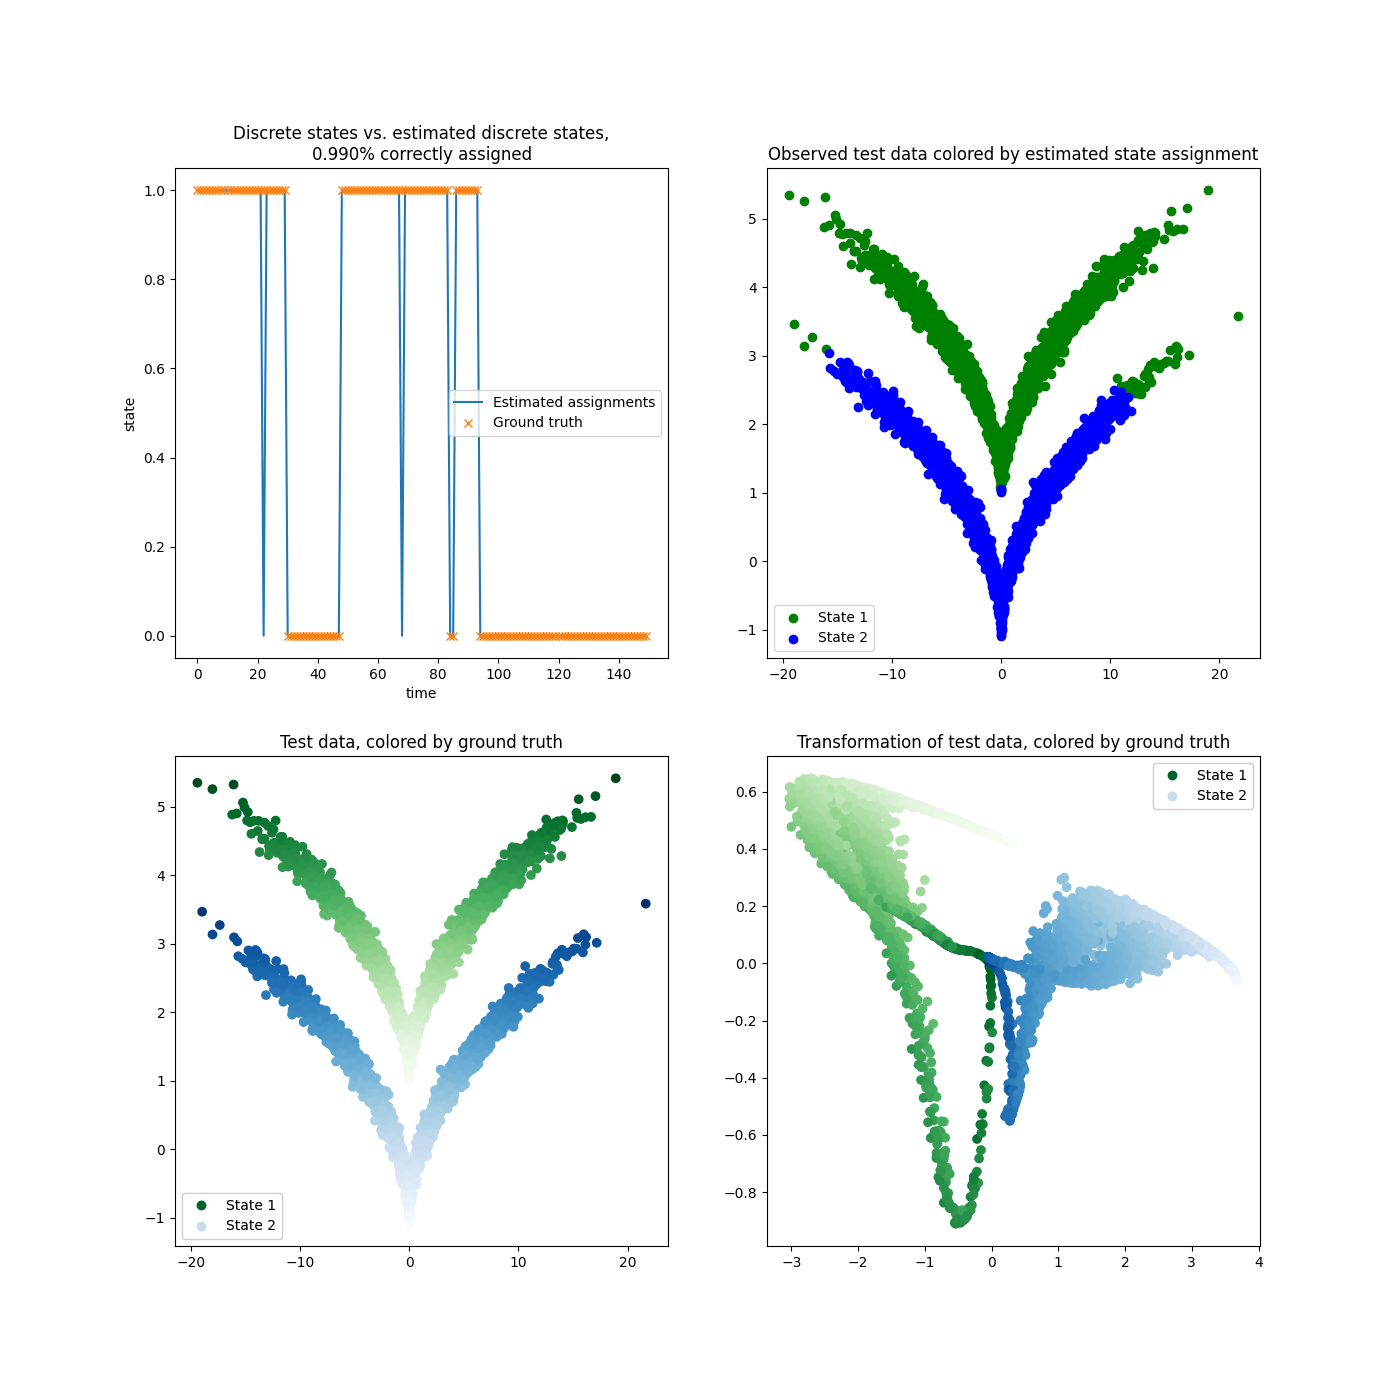 Discrete states vs. estimated discrete states,
0.990% correctly assigned
1.0
0.8
0.6
0.4
0.2
0.0
state
0 20 40 60 80 100 120 140
time
Estimated assignments
Ground truth
Observed test data colored by estimated state assignment
5
4
3
2
1
0
−1
−20 −10 0 10 20
State 1
State 2
Test data, colored by ground truth
5
4
3
2
1
0
−1
−20 −10 0 10 20
State 1
State 2
Transformation of test data, colored by ground truth
0.6
0.4
0.2
0.0
−0.2
−0.4
−0.6
−0.8
−3 −2 −1 0 1 2 3 4
State 1
State 2